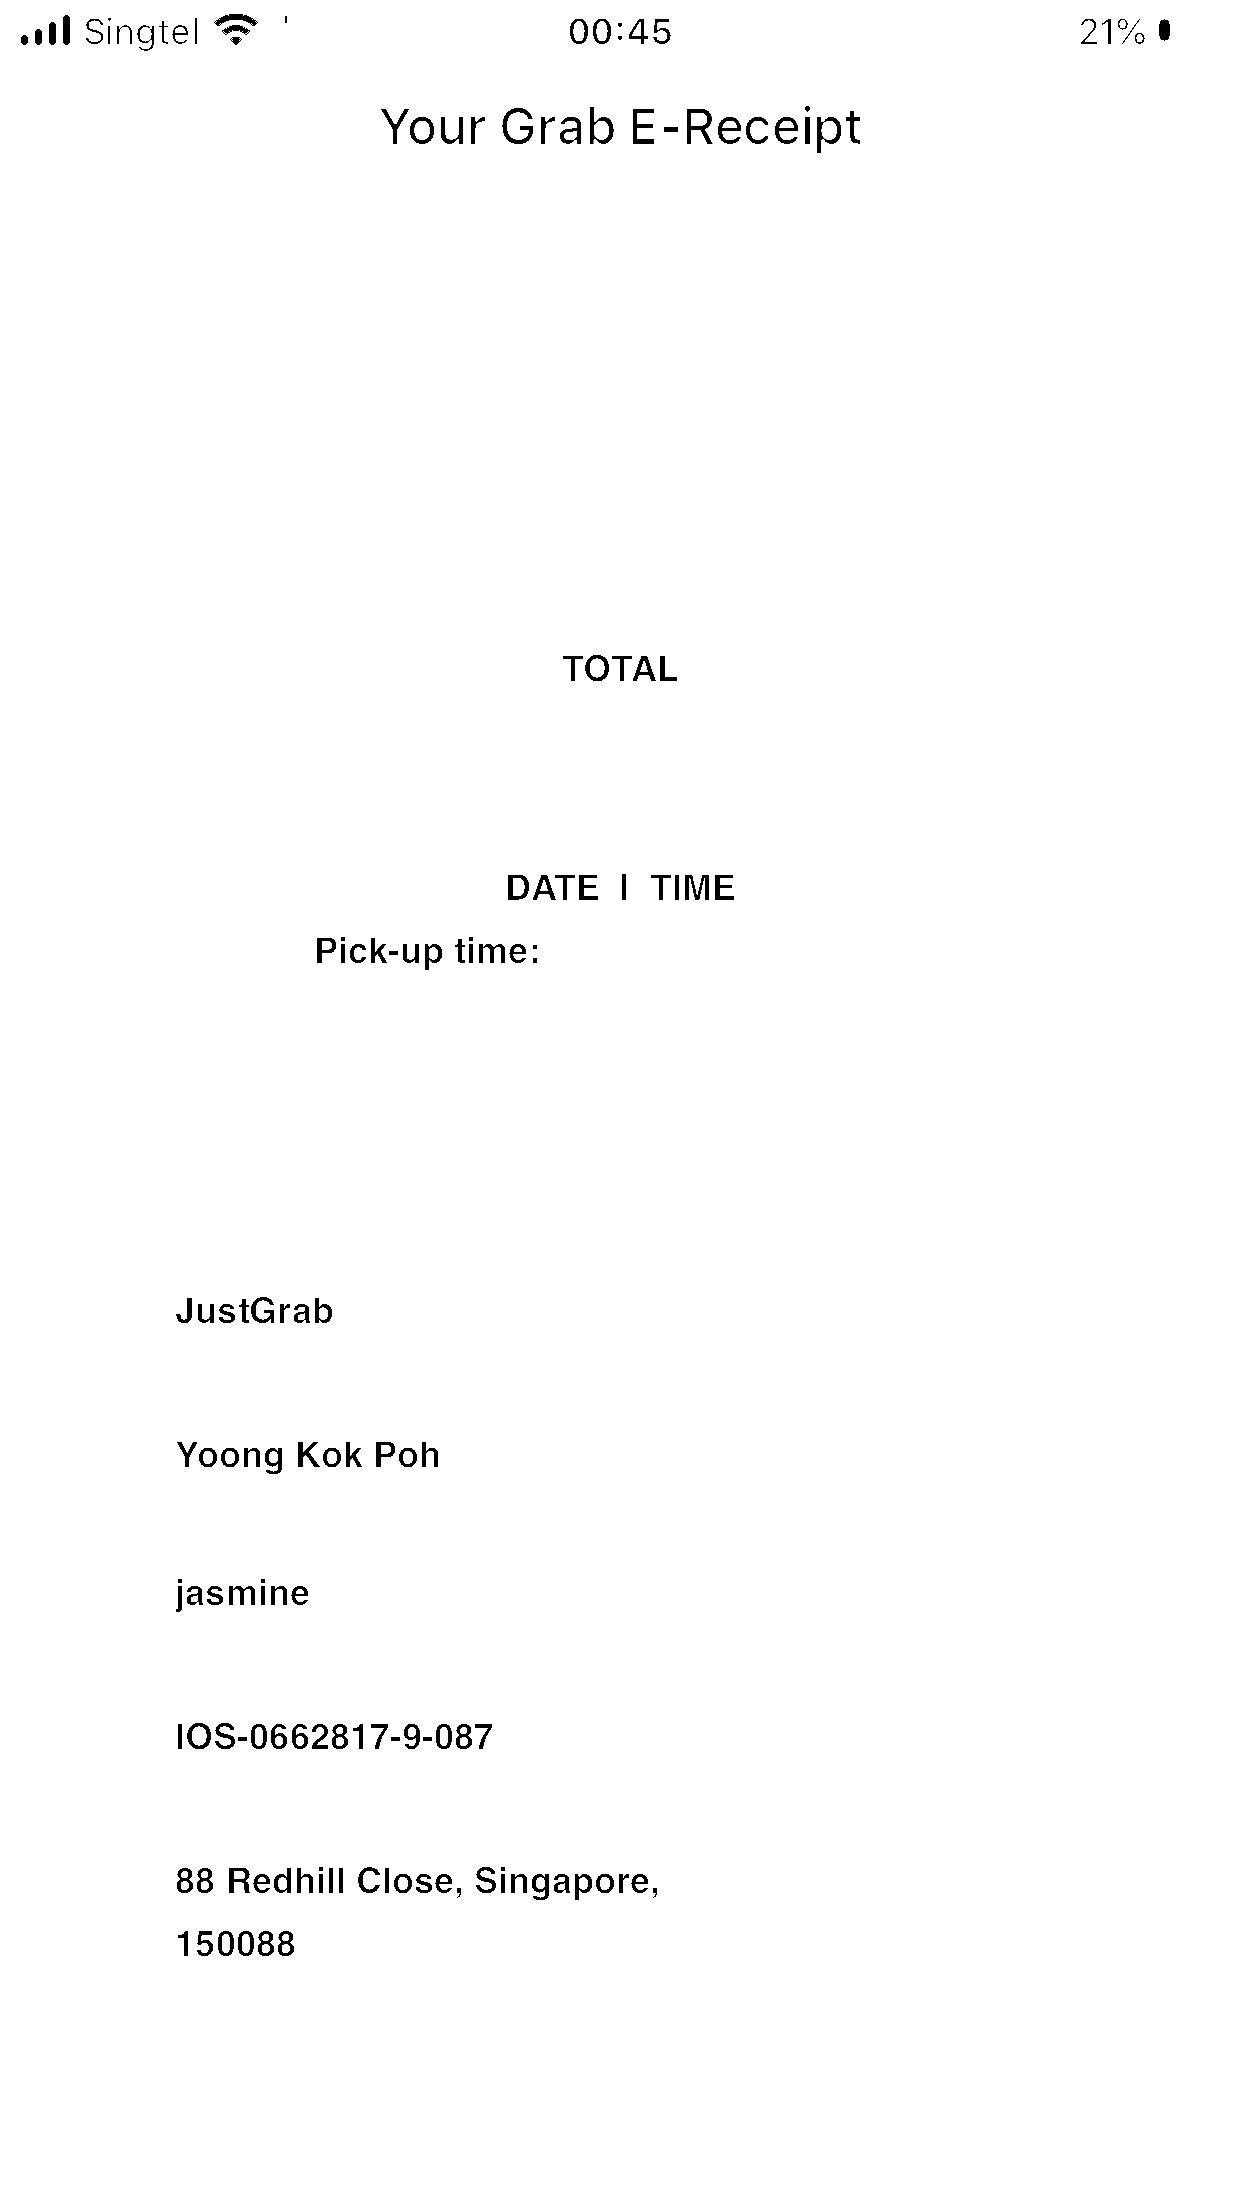 Singtel 00:45 21%
Your Grab E-Receipt
TOTAL
DATE | TIME
Pick-up time:
JustGrab
Yoong Kok Poh
jasmine
IOS-0662817-9-087
88 Redhill Close, Singapore,
150088